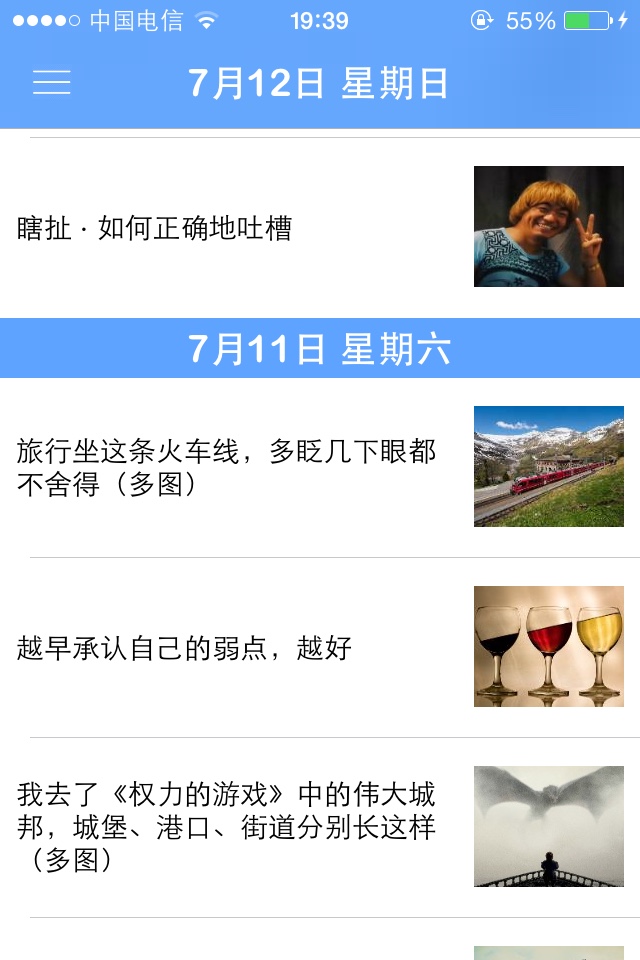 中国电信 19:39 55%
7月12日 星期日
瞎扯 · 如何正确地吐槽
7月11日 星期六
旅行坐这条火车线，多眨几下眼都
不舍得（多图）
越早承认自己的弱点，越好
我去了《权力的游戏》中的伟大城
邦，城堡、港口、街道分别长这样
（多图）